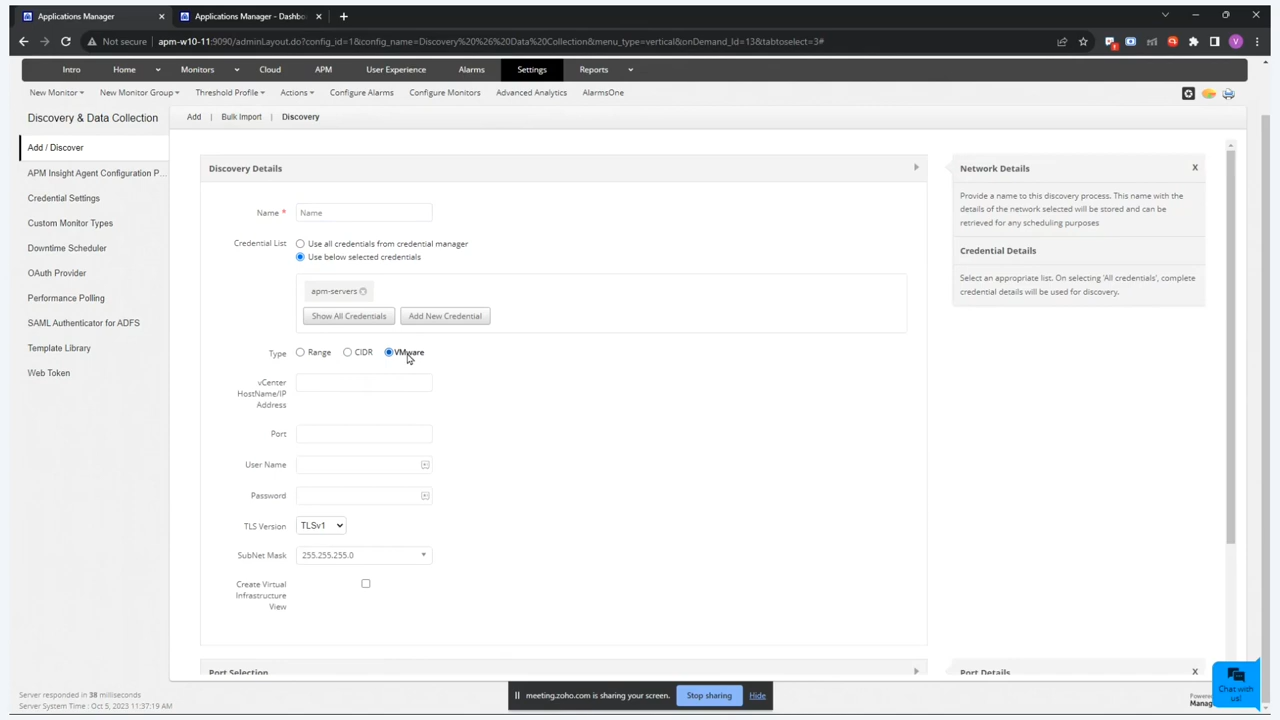 Applications Manager
Applications Manager - Dashbo
Not secure apm-w10-11:9090/adminLayout.do?config_id=1&config_name=Discovery%20%26%20Data%20Collection&menu_type=vertical&onDemand_Id=13&tabtoselect=3#
V
Intro Home Monitors Cloud APM User Experience Alarms Settings Reports
New Monitor New Monitor Group Threshold Profile Actions Configure Alarms Configure Monitors Advanced Analytics AlarmsOne
Discovery & Data Collection
Add | Bulk Import | Discovery
Add / Discover
APM Insight Agent Configuration P...
Credential Settings
Custom Monitor Types
Downtime Scheduler
OAuth Provider
Performance Polling
SAML Authenticator for ADFS
Template Library
Web Token
Discovery Details
Name * Name
Credential List Use all credentials from credential manager
Use below selected credentials
apm-servers
Show All Credentials Add New Credential
Type Range CIDR VMware
vCenter
HostName/IP
Address
Port
User Name
Password
TLS Version TLSv1
SubNet Mask 255.255.255.0
Create Virtual
Infrastructure
View
Port Selection
Network Details X
Provide a name to this discovery process. This name with the
details of the network selected will be stored and can be
retrieved for any scheduling purposes
Credential Details
Select an appropriate list. On selecting 'All credentials', complete
credential details will be used for discovery.
Port Details X
Server responded in 38 milliseconds
Server System Time : Oct 5, 2023 11:37:19 AM
meeting.zoho.com is sharing your screen. Stop sharing Hide
Chat with
us!